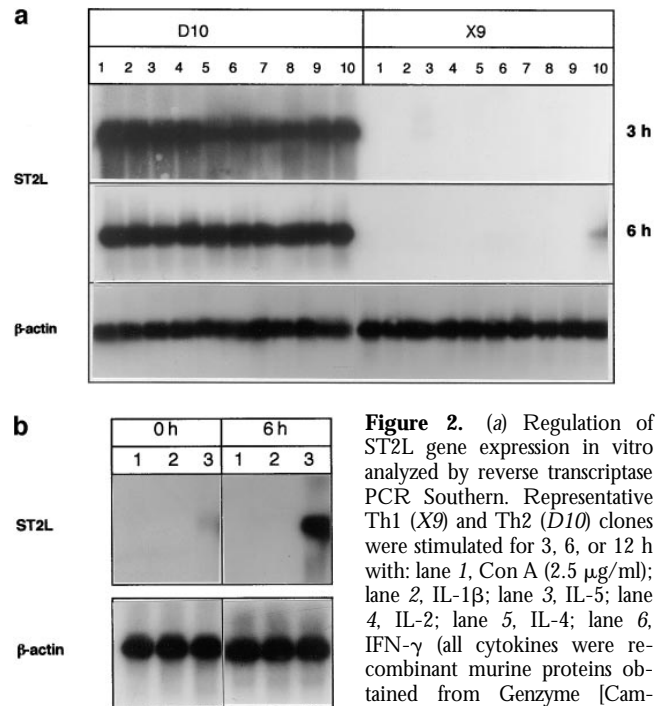 a
D10 X9
1 2 3 4 5 6 7 8 9 10 1 2 3 4 5 6 7 8 9 10
3 h
ST2L
6 h
β-actin
b
0 h 6 h
1 2 3 1 2 3
ST2L
β-actin
Figure 2. (a) Regulation of
ST2L gene expression in vitro
analyzed by reverse transcriptase
PCR Southern. Representative
Th1 (X9) and Th2 (D10) clones
were stimulated for 3, 6, or 12 h
with: lane 1, Con A (2.5 μg/ml);
lane 2, IL-1β; lane 3, IL-5; lane
4, IL-2; lane 5, IL-4; lane 6,
IFN-γ (all cytokines were re-
combinant murine proteins ob-
tained from Genzyme [Cam-